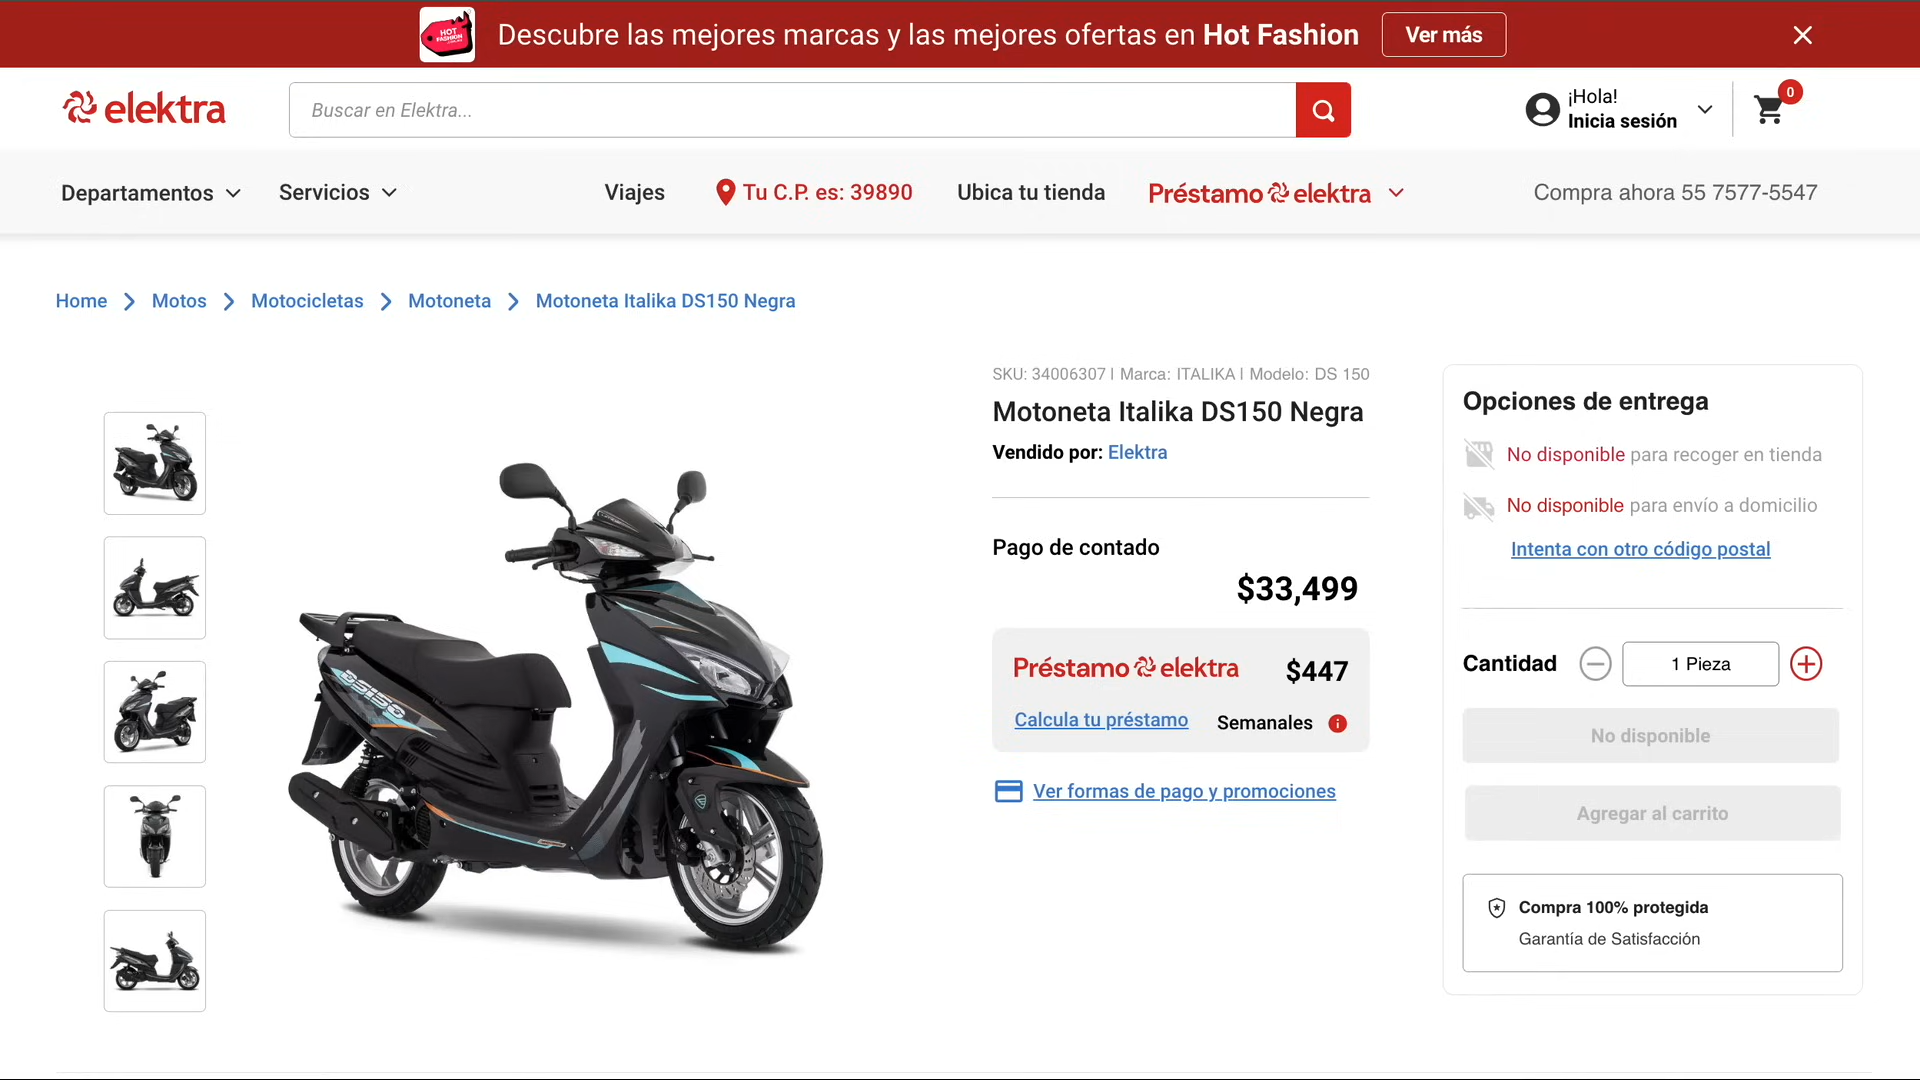 HOT FASHION
Descubre las mejores marcas y las mejores ofertas en Hot Fashion
Ver más
elektra
Buscar en Elektra...
¡Hola!
Inicia sesión
0
Departamentos
Servicios
Viajes
Tu C.P. es: 39890
Ubica tu tienda
Préstamo elektra
Compra ahora 55 7577-5547
Home
Motos
Motocicletas
Motoneta
Motoneta Italika DS150 Negra
SKU: 34006307 | Marca: ITALIKA | Modelo: DS 150
Motoneta Italika DS150 Negra
Vendido por: Elektra
Pago de contado
$33,499
Préstamo elektra
$447
Calcula tu préstamo
Semanales
Ver formas de pago y promociones
DS150
Opciones de entrega
No disponible para recoger en tienda
No disponible para envío a domicilio
Intenta con otro código postal
Cantidad
1 Pieza
No disponible
Agregar al carrito
Compra 100% protegida
Garantía de Satisfacción